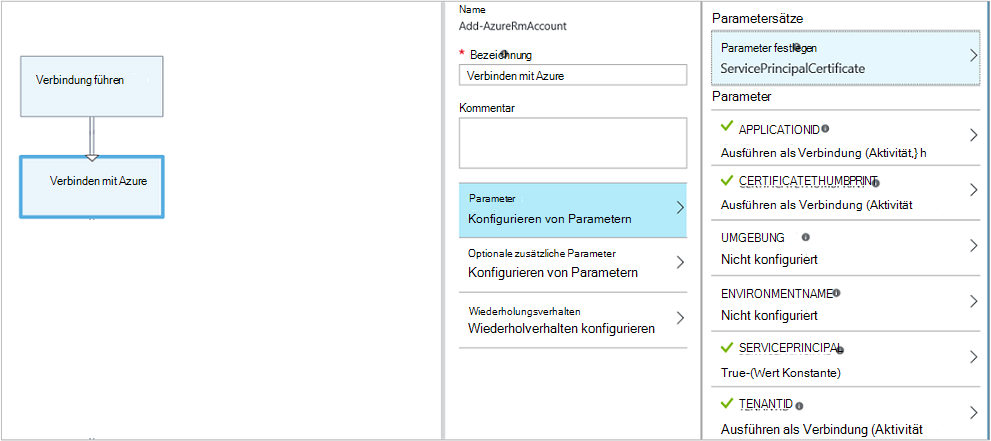 Verbindung führen
Verbinden mit Azure
Name
Add-AzureRmAccount
* Bezeichnung
Verbinden mit Azure
Kommentar
Parameter
Konfigurieren von Parametern
Optionale zusätzliche Parameter
Konfigurieren von Parametern
Wiederholungsverhalten
Wiederholverhalten konfigurieren
Parametersätze
Parameter festlegen
ServicePrincipalCertificate
Parameter
APPLICATIONID
Ausführen als Verbindung (Aktivität,} h
CERTIFICATETHUMBPRINT
Ausführen als Verbindung (Aktivität
UMGEBUNG
Nicht konfiguriert
ENVIRONMENTNAME
Nicht konfiguriert
SERVICEPRINCIPAL
True-(Wert Konstante)
TENANTID
Ausführen als Verbindung (Aktivität